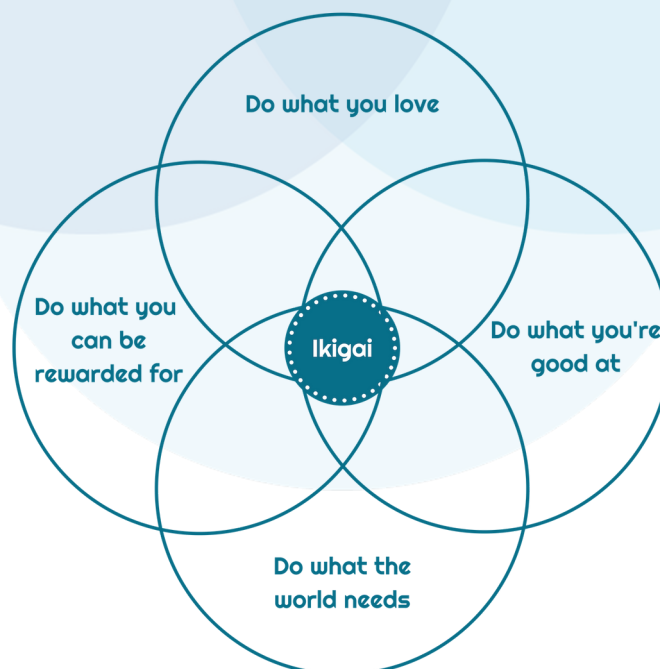 Do what you love
Do what you
can be
rewarded for
Ikigai
Do what you're
good at
Do what the
world needs